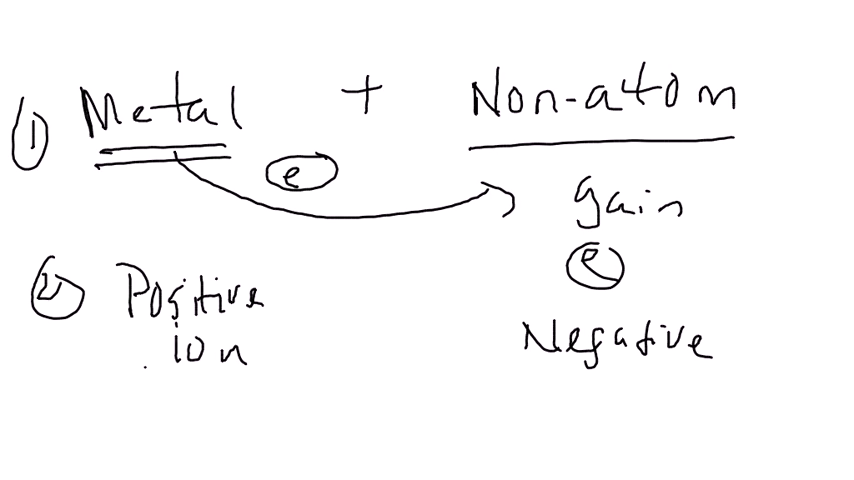 ① Metal + Non-atom
e
gain
e
② Positive
ion
Negative